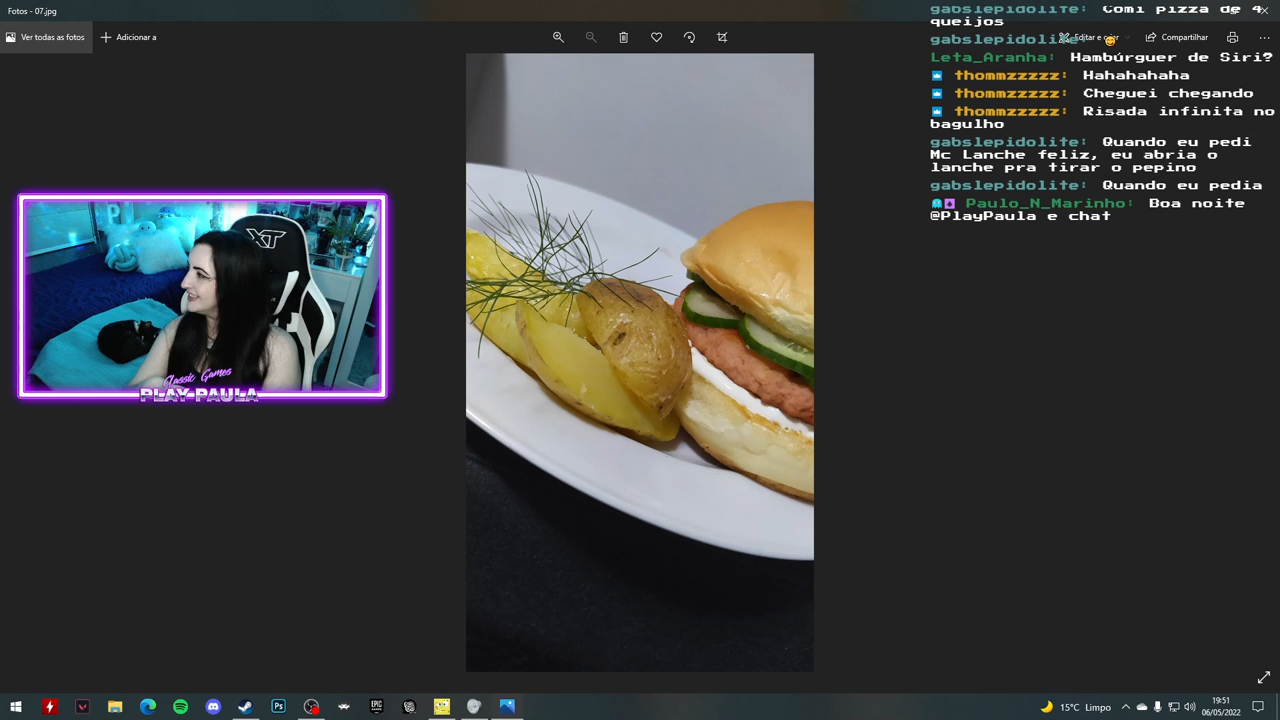 Fotos - 07.jpg
Ver todas as fotos
Adicionar a
Compartilhar
gabslepidolite: Comi pizza de 4
queijos
gabslepidolite:
Leta_Aranha: Hambúrguer de Siri?
thommzzzzz: Hahahahaha
thommzzzzz: Cheguei chegando
thommzzzzz: Risada infinita no
bagulho
gabslepidolite: Quando eu pedi
Mc Lanche feliz, eu abria o
lanche pra tirar o pepino
gabslepidolite: Quando eu pedia
Paulo_N_Marinho: Boa noite
@PlayPaula e chat
XT
Classic Games
PLAY PAULA
Ps
EPIC
15°C Limpo
19:51
06/05/2022